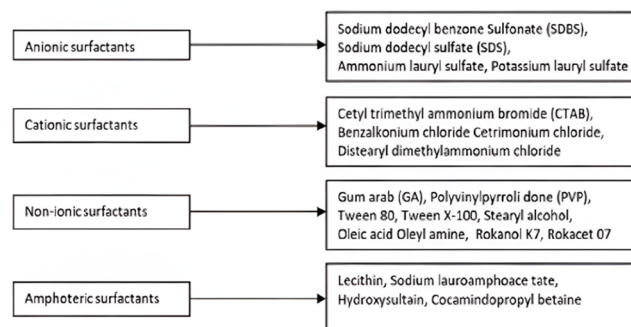 Anionic surfactants
Sodium dodecyl benzone Sulfonate (SDBS),
Sodium dodecyl sulfate (SDS),
Ammonium lauryl sulfate, Potassium lauryl sulfate
Cationic surfactants
Cetyl trimethyl ammonium bromide (CTAB),
Benzalkonium chloride Cetrimonium chloride,
Distearyl dimethylammonium chloride
Non-ionic surfactants
Gum arab (GA), Polyvinylpyrroli done (PVP),
Tween 80, Tween X-100, Stearyl alcohol,
Oleic acid Oleyl amine, Rokanol K7, Rokacet 07
Amphoteric surfactants
Lecithin, Sodium lauroamphoace tate,
Hydroxysultain, Cocamindopropyl betaine